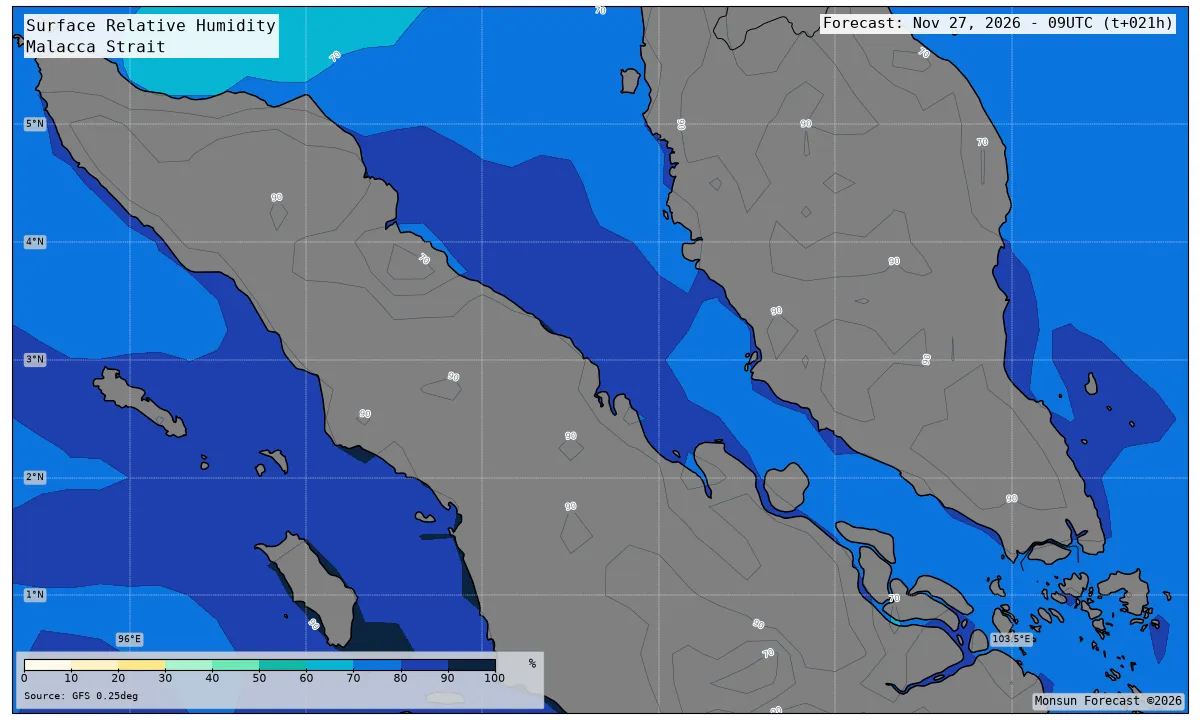 Surface Relative Humidity
Malacca Strait
Forecast: Nov 27, 2026 - 09UTC (t+021h)
70
70
70
90
90
70
5°N
90
4°N
70
90
90
3°N
90
90
90
90
2°N
90
90
1°N
70
90
90
96°E
103.5°E
70
%
0 10 20 30 40 50 60 70 80 90 100
Source: GFS 0.25deg
Monsun Forecast ©2026
90